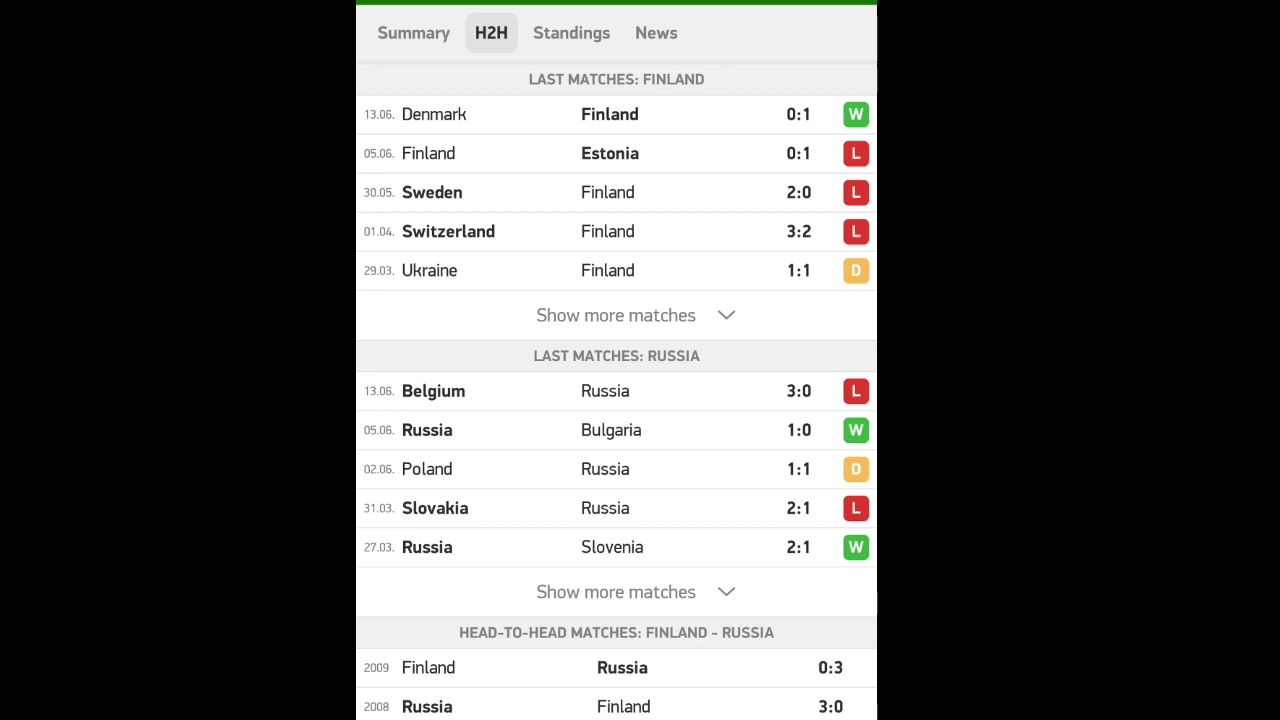 Summary H2H Standings News
LAST MATCHES: FINLAND
13.06. Denmark Finland 0:1 W
05.06. Finland Estonia 0:1 L
30.05. Sweden Finland 2:0 L
01.04. Switzerland Finland 3:2 L
29.03. Ukraine Finland 1:1 D
Show more matches
LAST MATCHES: RUSSIA
13.06. Belgium Russia 3:0 L
05.06. Russia Bulgaria 1:0 W
02.06. Poland Russia 1:1 D
31.03. Slovakia Russia 2:1 L
27.03. Russia Slovenia 2:1 W
Show more matches
HEAD-TO-HEAD MATCHES: FINLAND - RUSSIA
2009 Finland Russia 0:3
2008 Russia Finland 3:0